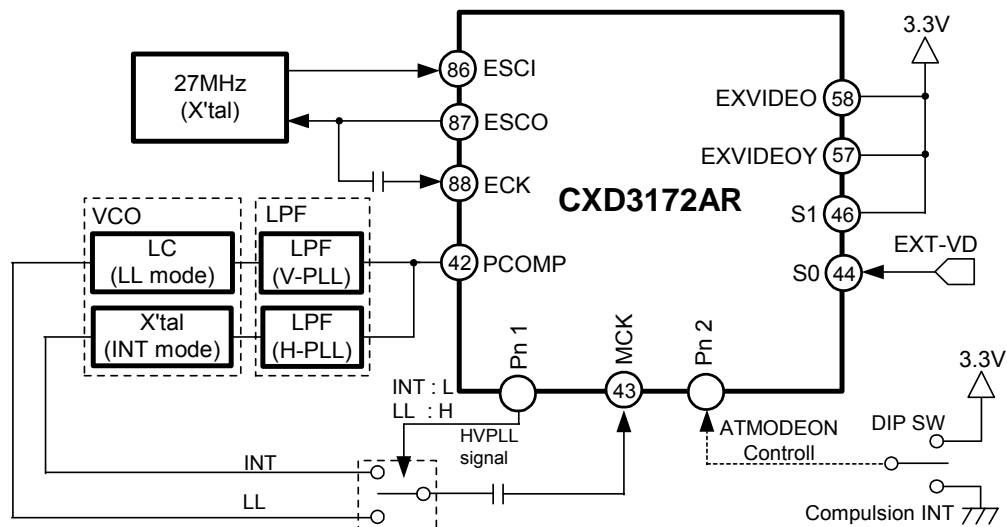 3.3V
27MHz
(X'tal)
86 ESCI
87 ESCO
88 ECK
CXD3172AR
EXVIDEO 58
EXVIDEOY 57
S1 46
EXT-VD
S0 44
VCO
LPF
LC
(LL mode)
LPF
(V-PLL)
42 PCOMP
X'tal
(INT mode)
LPF
(H-PLL)
Pn 1
MCK
Pn 2
43
INT : L
LL : H
HVPLL
signal
ATMODEON
Controll
3.3V
DIP SW
INT
LL
Compulsion INT